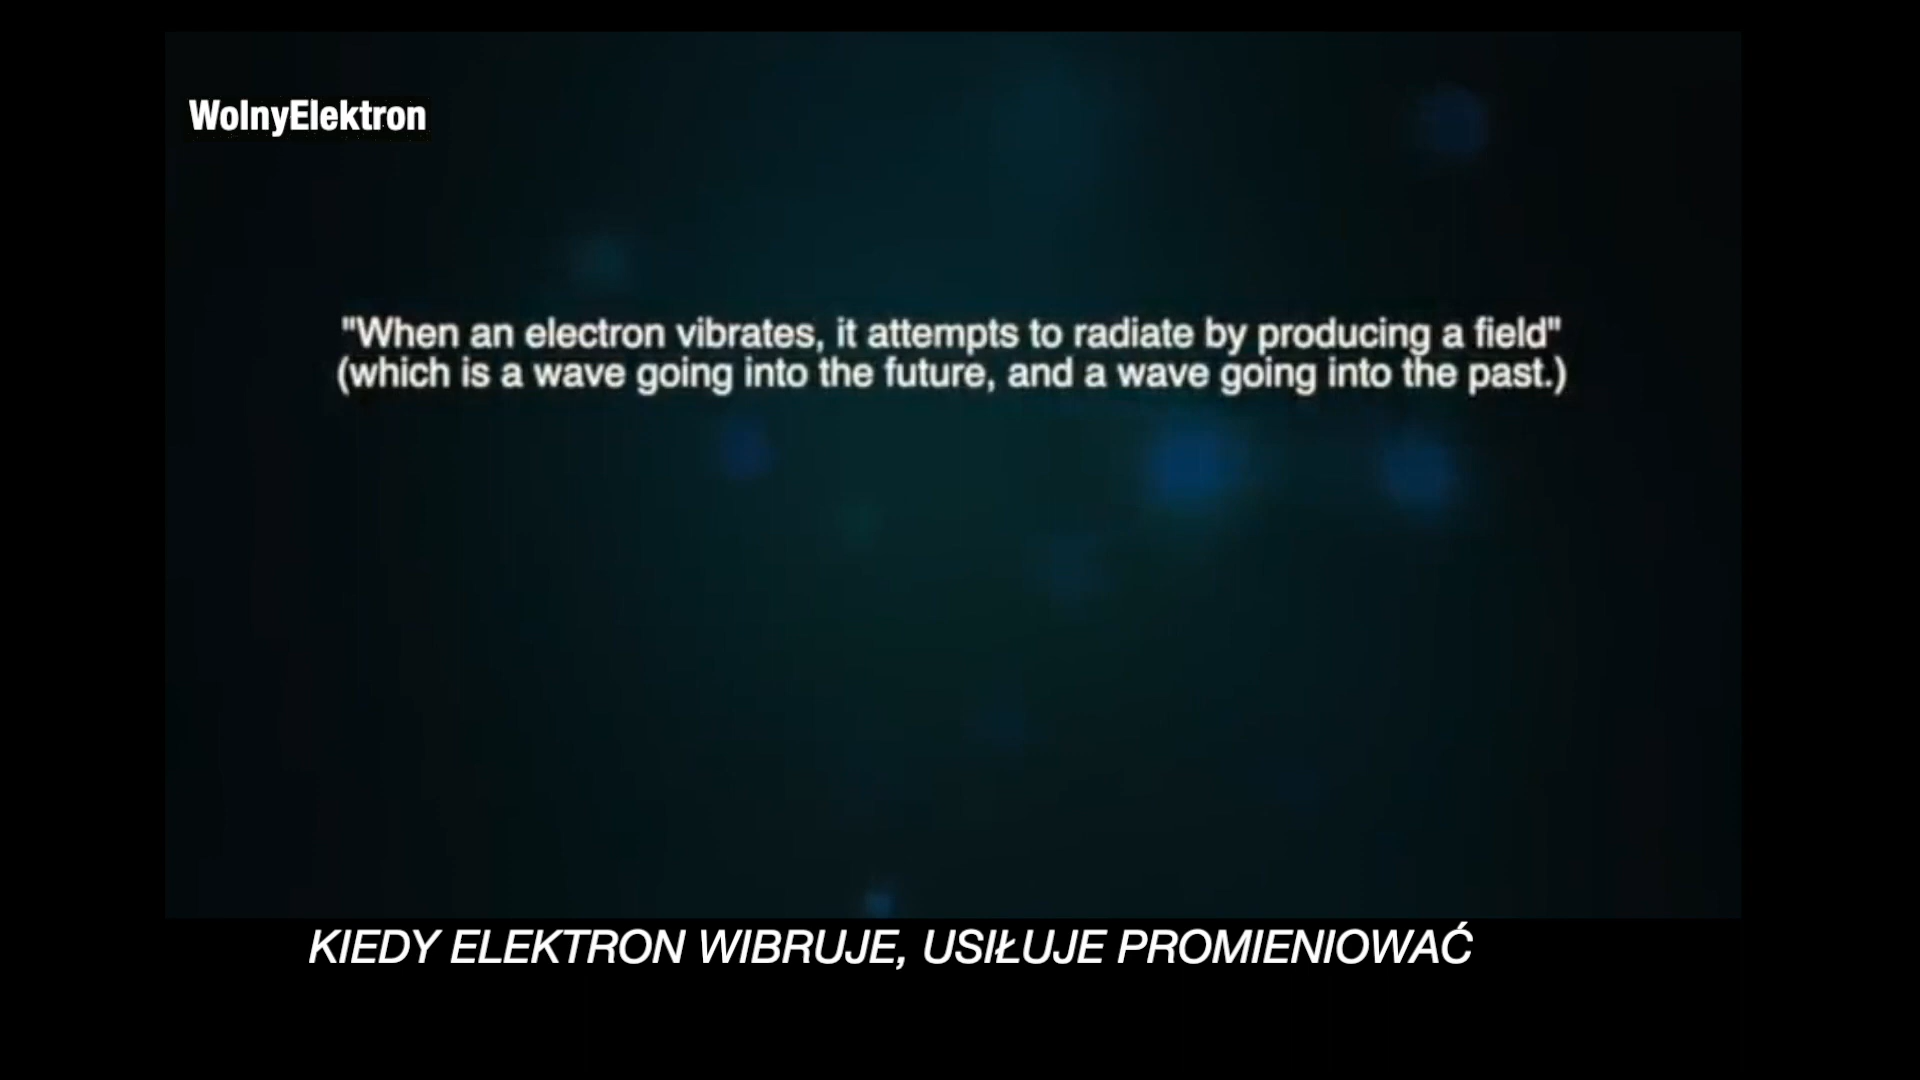 WolnyElektron
"When an electron vibrates, it attempts to radiate by producing a field"
(which is a wave going into the future, and a wave going into the past.)
KIEDY ELEKTRON WIBRUJE, USIŁUJE PROMIENIOWAĆ